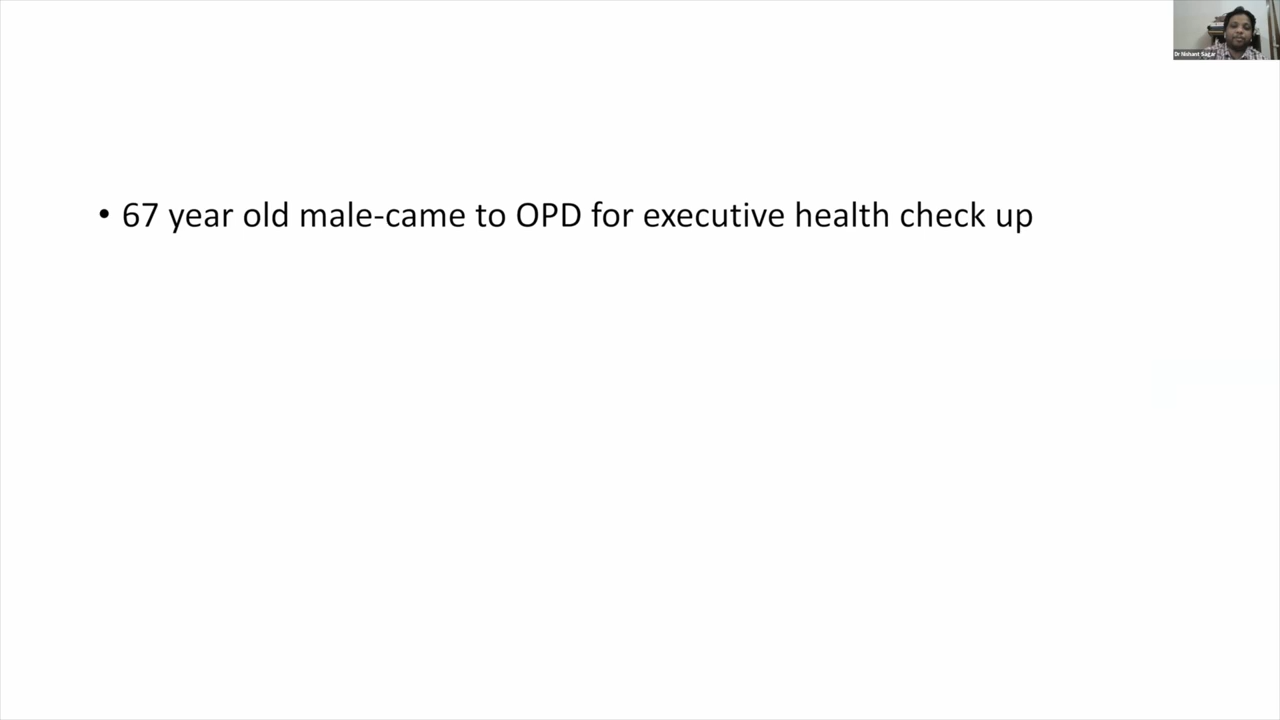 Dr Nishant Sagar
• 67 year old male-came to OPD for executive health check up